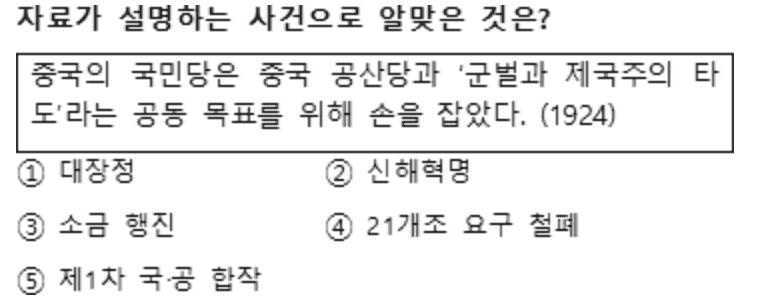 자료가 설명하는 사건으로 알맞은 것은?
중국의 국민당은 중국 공산당과 '군벌과 제국주의 타
도'라는 공동 목표를 위해 손을 잡았다. (1924)
① 대장정 ② 신해혁명
③ 소금 행진 ④ 21개조 요구 철폐
⑤ 제1차 국·공 합작